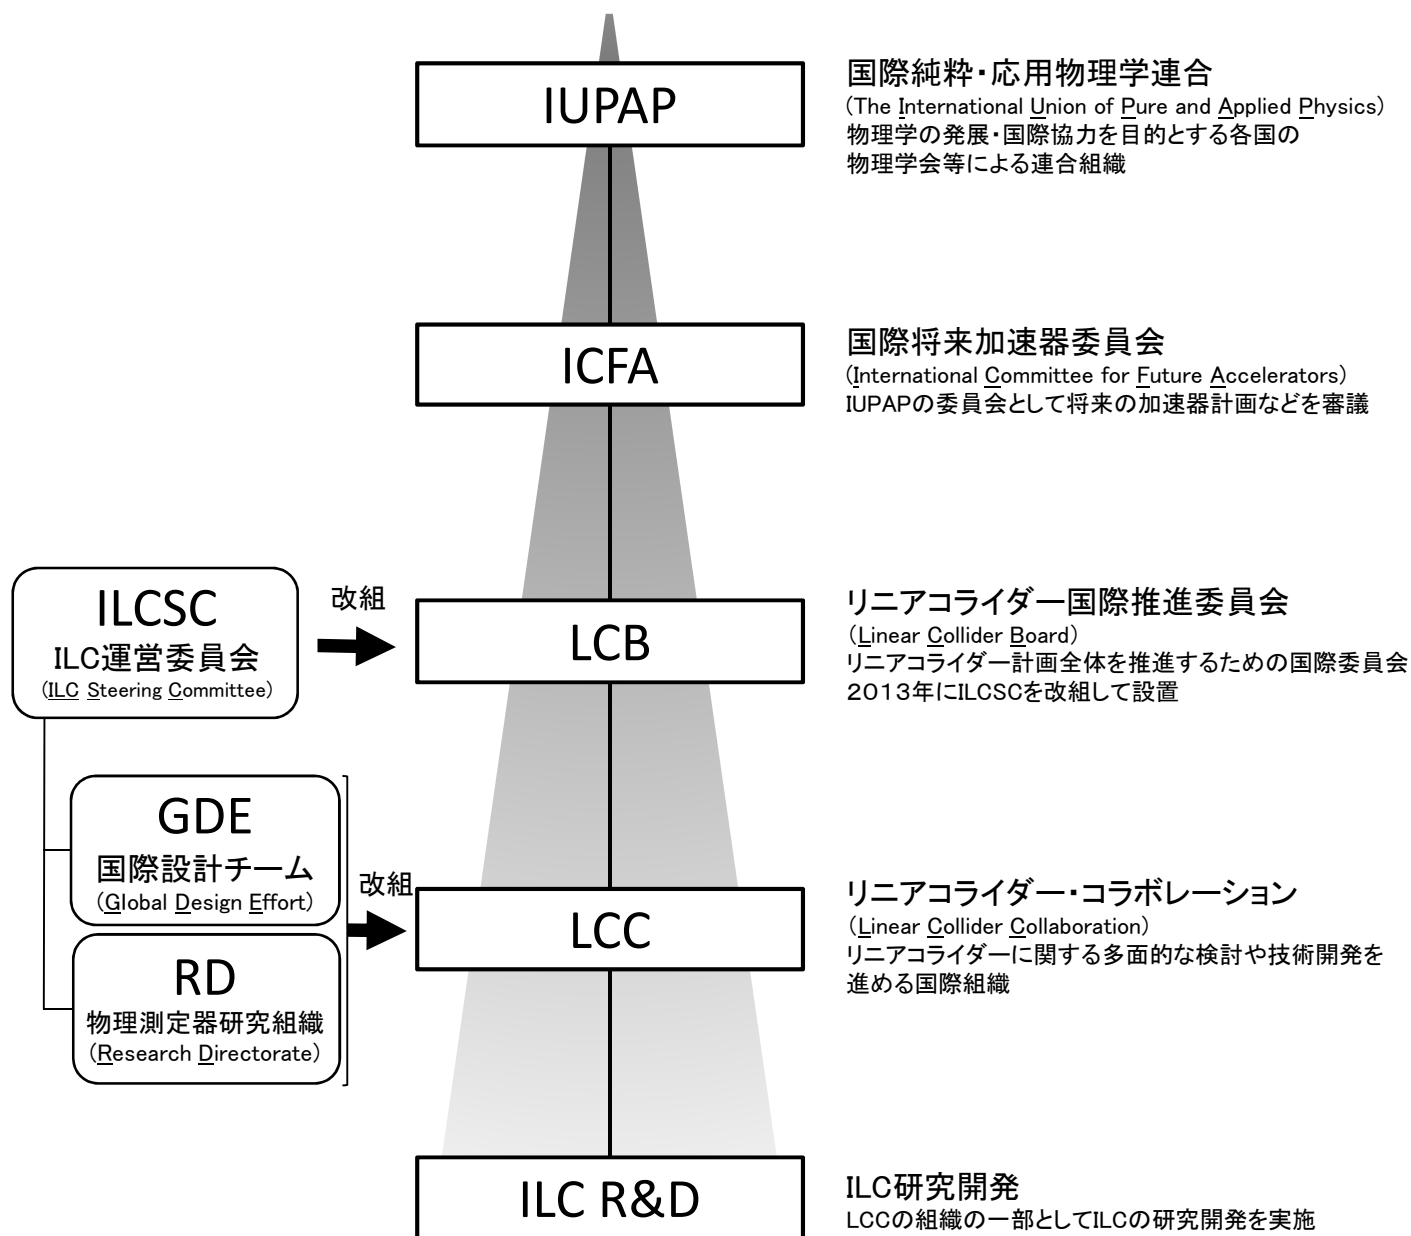 IUPAP
国際純粋・応用物理学連合
(The International Union of Pure and Applied Physics)
物理学の発展・国際協力を目的とする各国の
物理学会等による連合組織
ICFA
国際将来加速器委員会
(International Committee for Future Accelerators)
IUPAPの委員会として将来の加速器計画などを審議
ILCSC
ILC運営委員会
(ILC Steering Committee)
改組
LCB
リニアコライダー国際推進委員会
(Linear Collider Board)
リニアコライダー計画全体を推進するための国際委員会
2013年にILCSCを改組して設置
GDE
国際設計チーム
(Global Design Effort)
RD
物理測定器研究組織
(Research Directorate)
改組
LCC
リニアコライダー・コラボレーション
(Linear Collider Collaboration)
リニアコライダーに関する多面的な検討や技術開発を
進める国際組織
ILC R&D
ILC研究開発
LCCの組織の一部としてILCの研究開発を実施